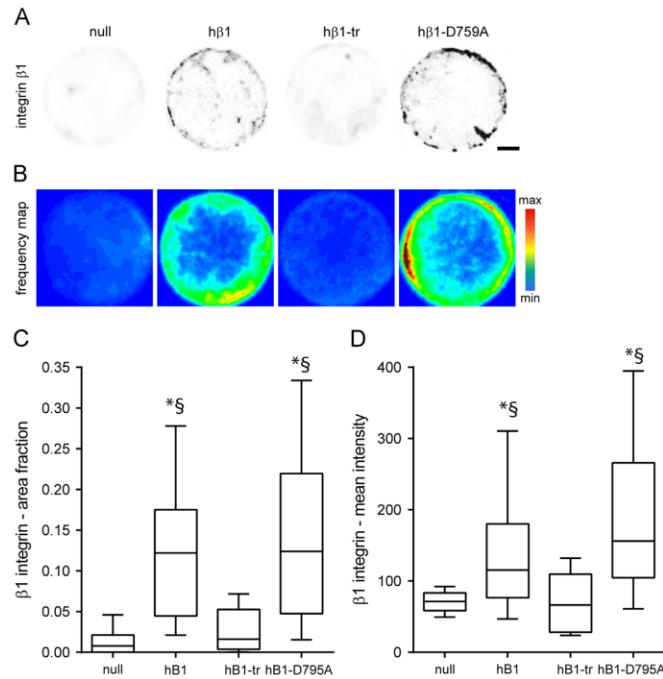 A
null hβ1 hβ1-tr hβ1-D759A
integrin β1
B
frequency map
max
min
C
β1 integrin - area fraction
0.35
0.30
0.25
0.20
0.15
0.10
0.05
0.00
*§
*§
null hB1 hB1-tr hB1-D795A
D
β1 integrin - mean intensity
400
300
200
100
0
*§
*§
null hB1 hB1-tr hB1-D795A